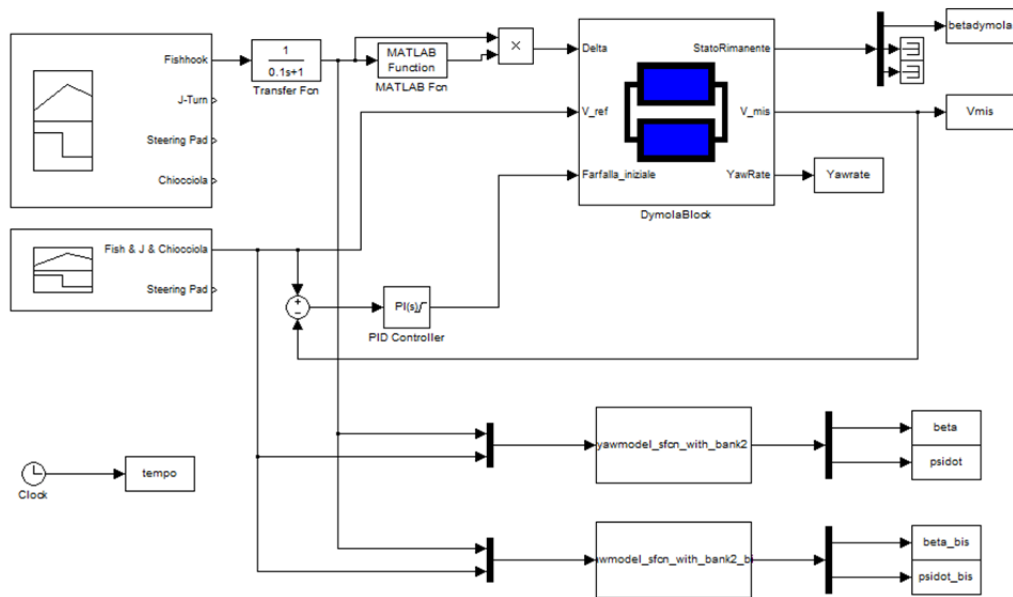 Fishhook
J-Turn
Steering Pad
Chiocciola
1
0.1s+1
Transfer Fcn
MATLAB
Function
MATLAB Fcn
×
Delta
V_ref
Farfalla_iniziale
StatoRimanente
V_mis
YawRate
DymolaBlock
betadymola
Vmis
Yawrate
Fish & J & Chiocciola
Steering Pad
+
−
PI(s)
PID Controller
Clock
tempo
yawmodel_sfcn_with_bank2
beta
psidot
wmodel_sfcn_with_bank2_bi
beta_bis
psidot_bis